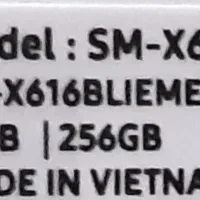 del : SM-X6
-X616BLIEME
B | 256GB
DE IN VIETNA